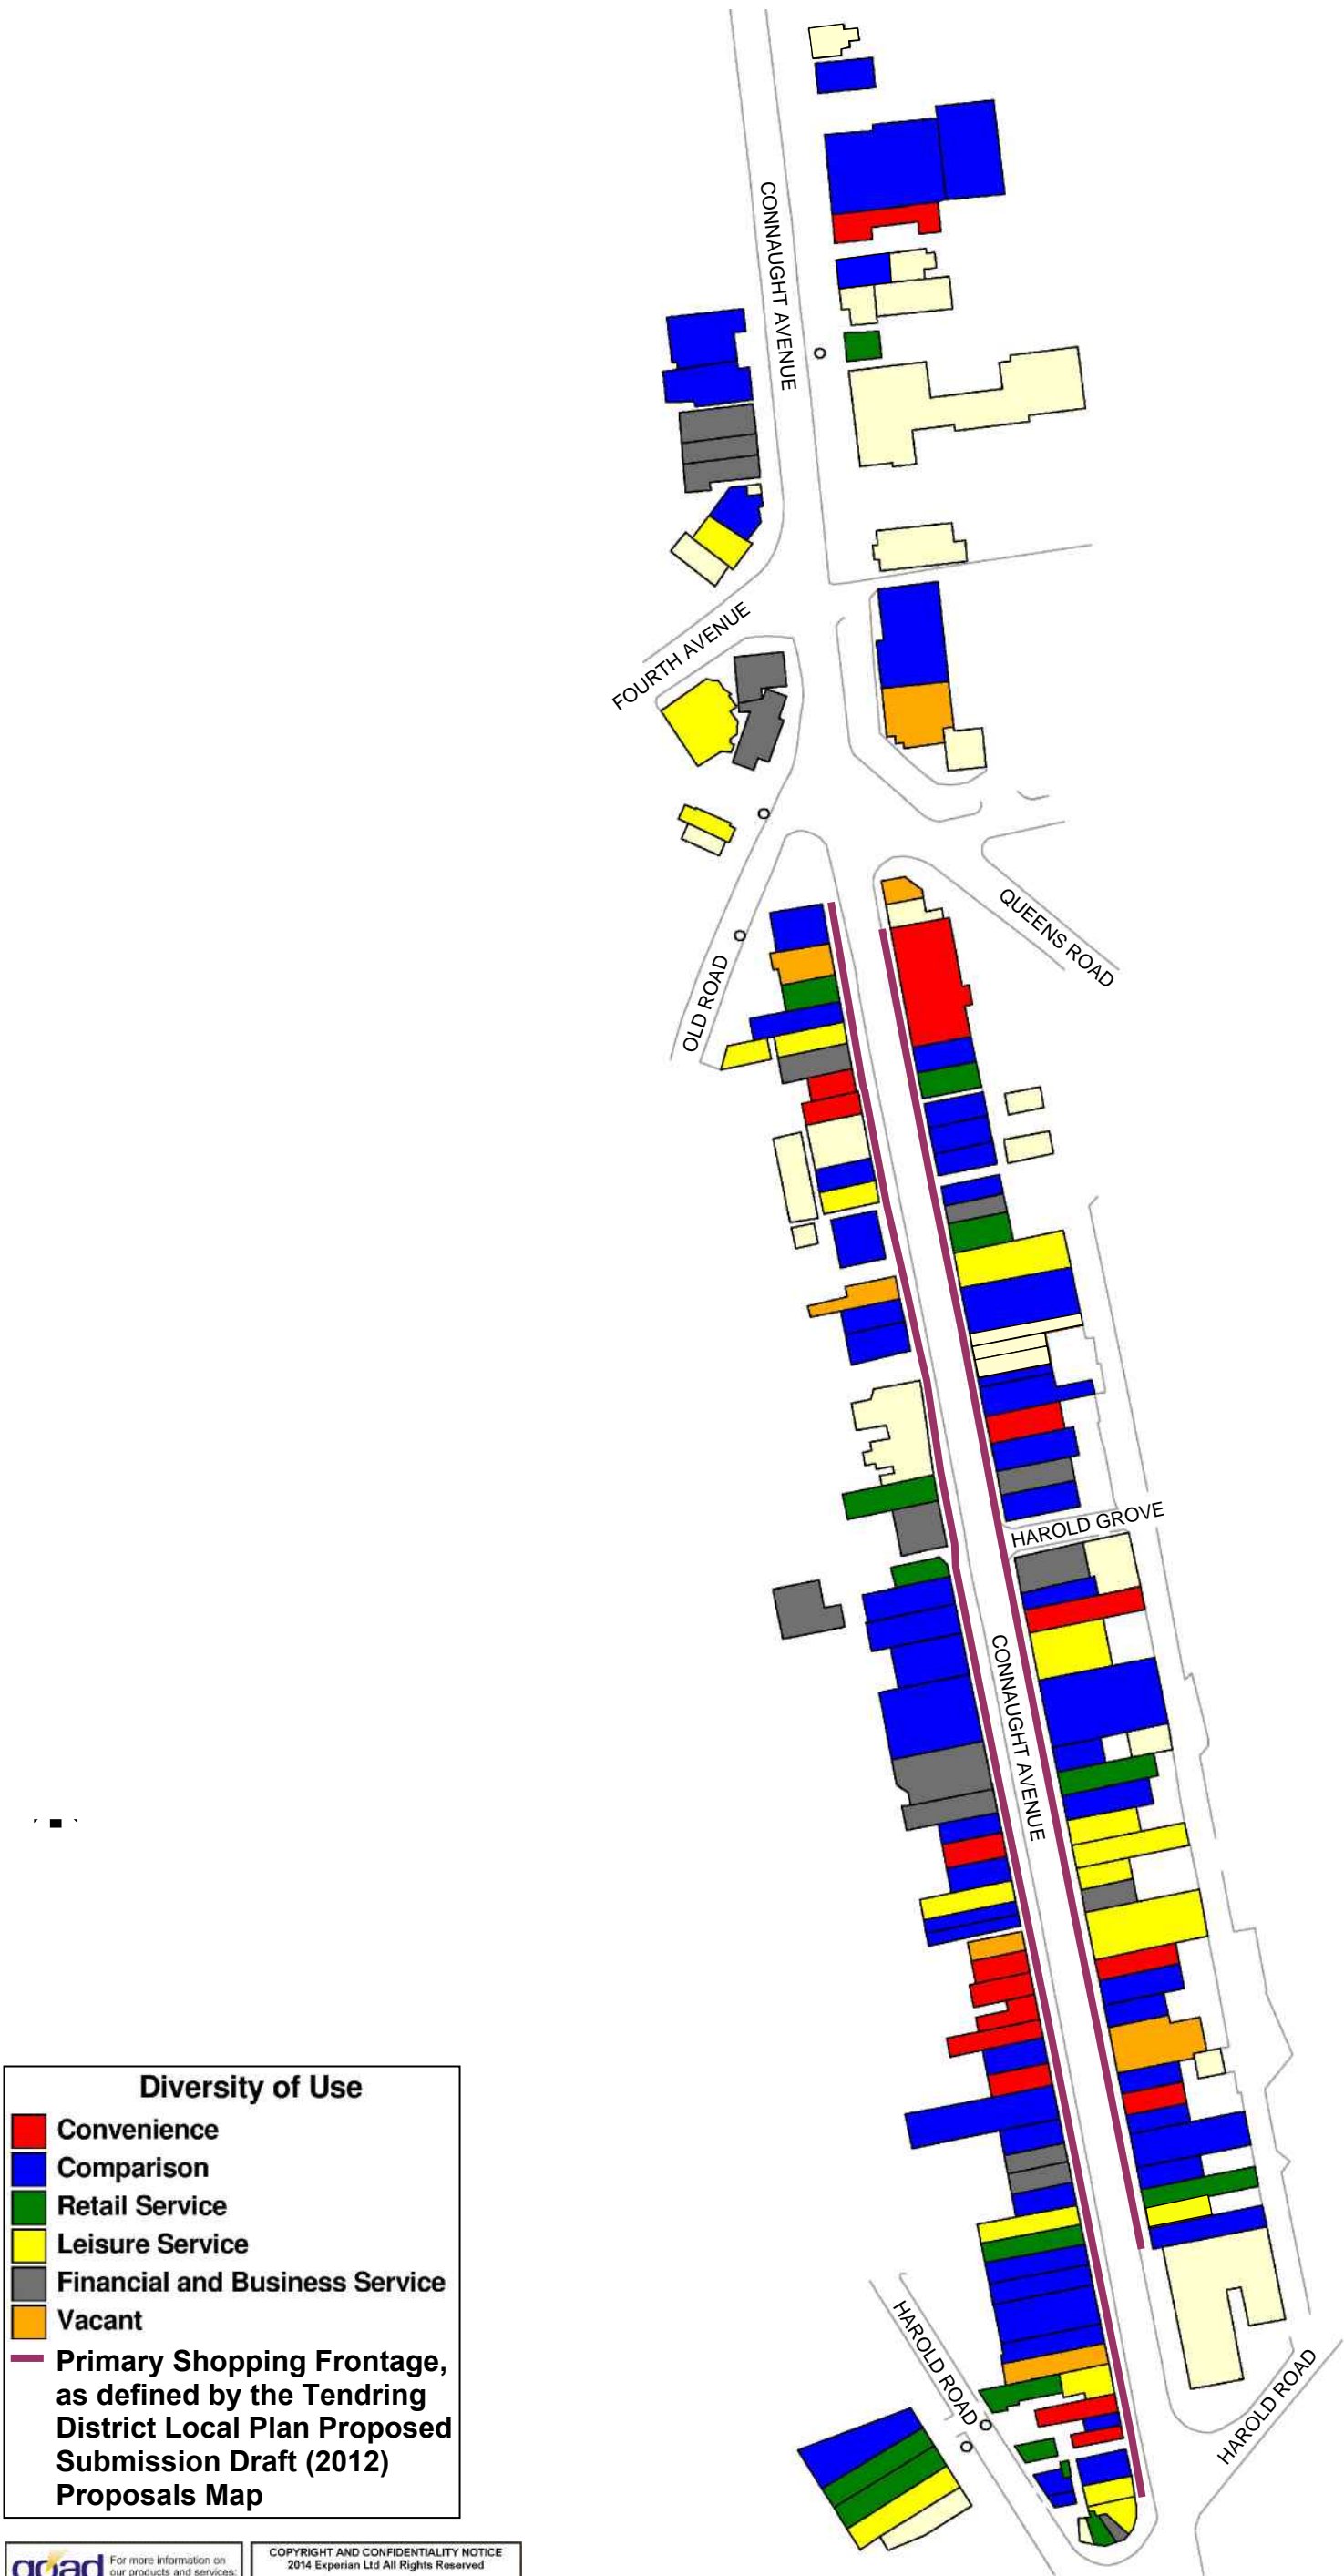 CONNAUGHT AVENUE
FOURTH AVENUE
QUEENS ROAD
OLD ROAD
HAROLD GROVE
CONNAUGHT AVENUE
HAROLD ROAD
HAROLD ROAD
Diversity of Use
Convenience
Comparison
Retail Service
Leisure Service
Financial and Business Service
Vacant
Primary Shopping Frontage,
as defined by the Tendring
District Local Plan Proposed
Submission Draft (2012)
Proposals Map
goad
For more information on
our products and services:
COPYRIGHT AND CONFIDENTIALITY NOTICE
2014 Experian Ltd All Rights Reserved